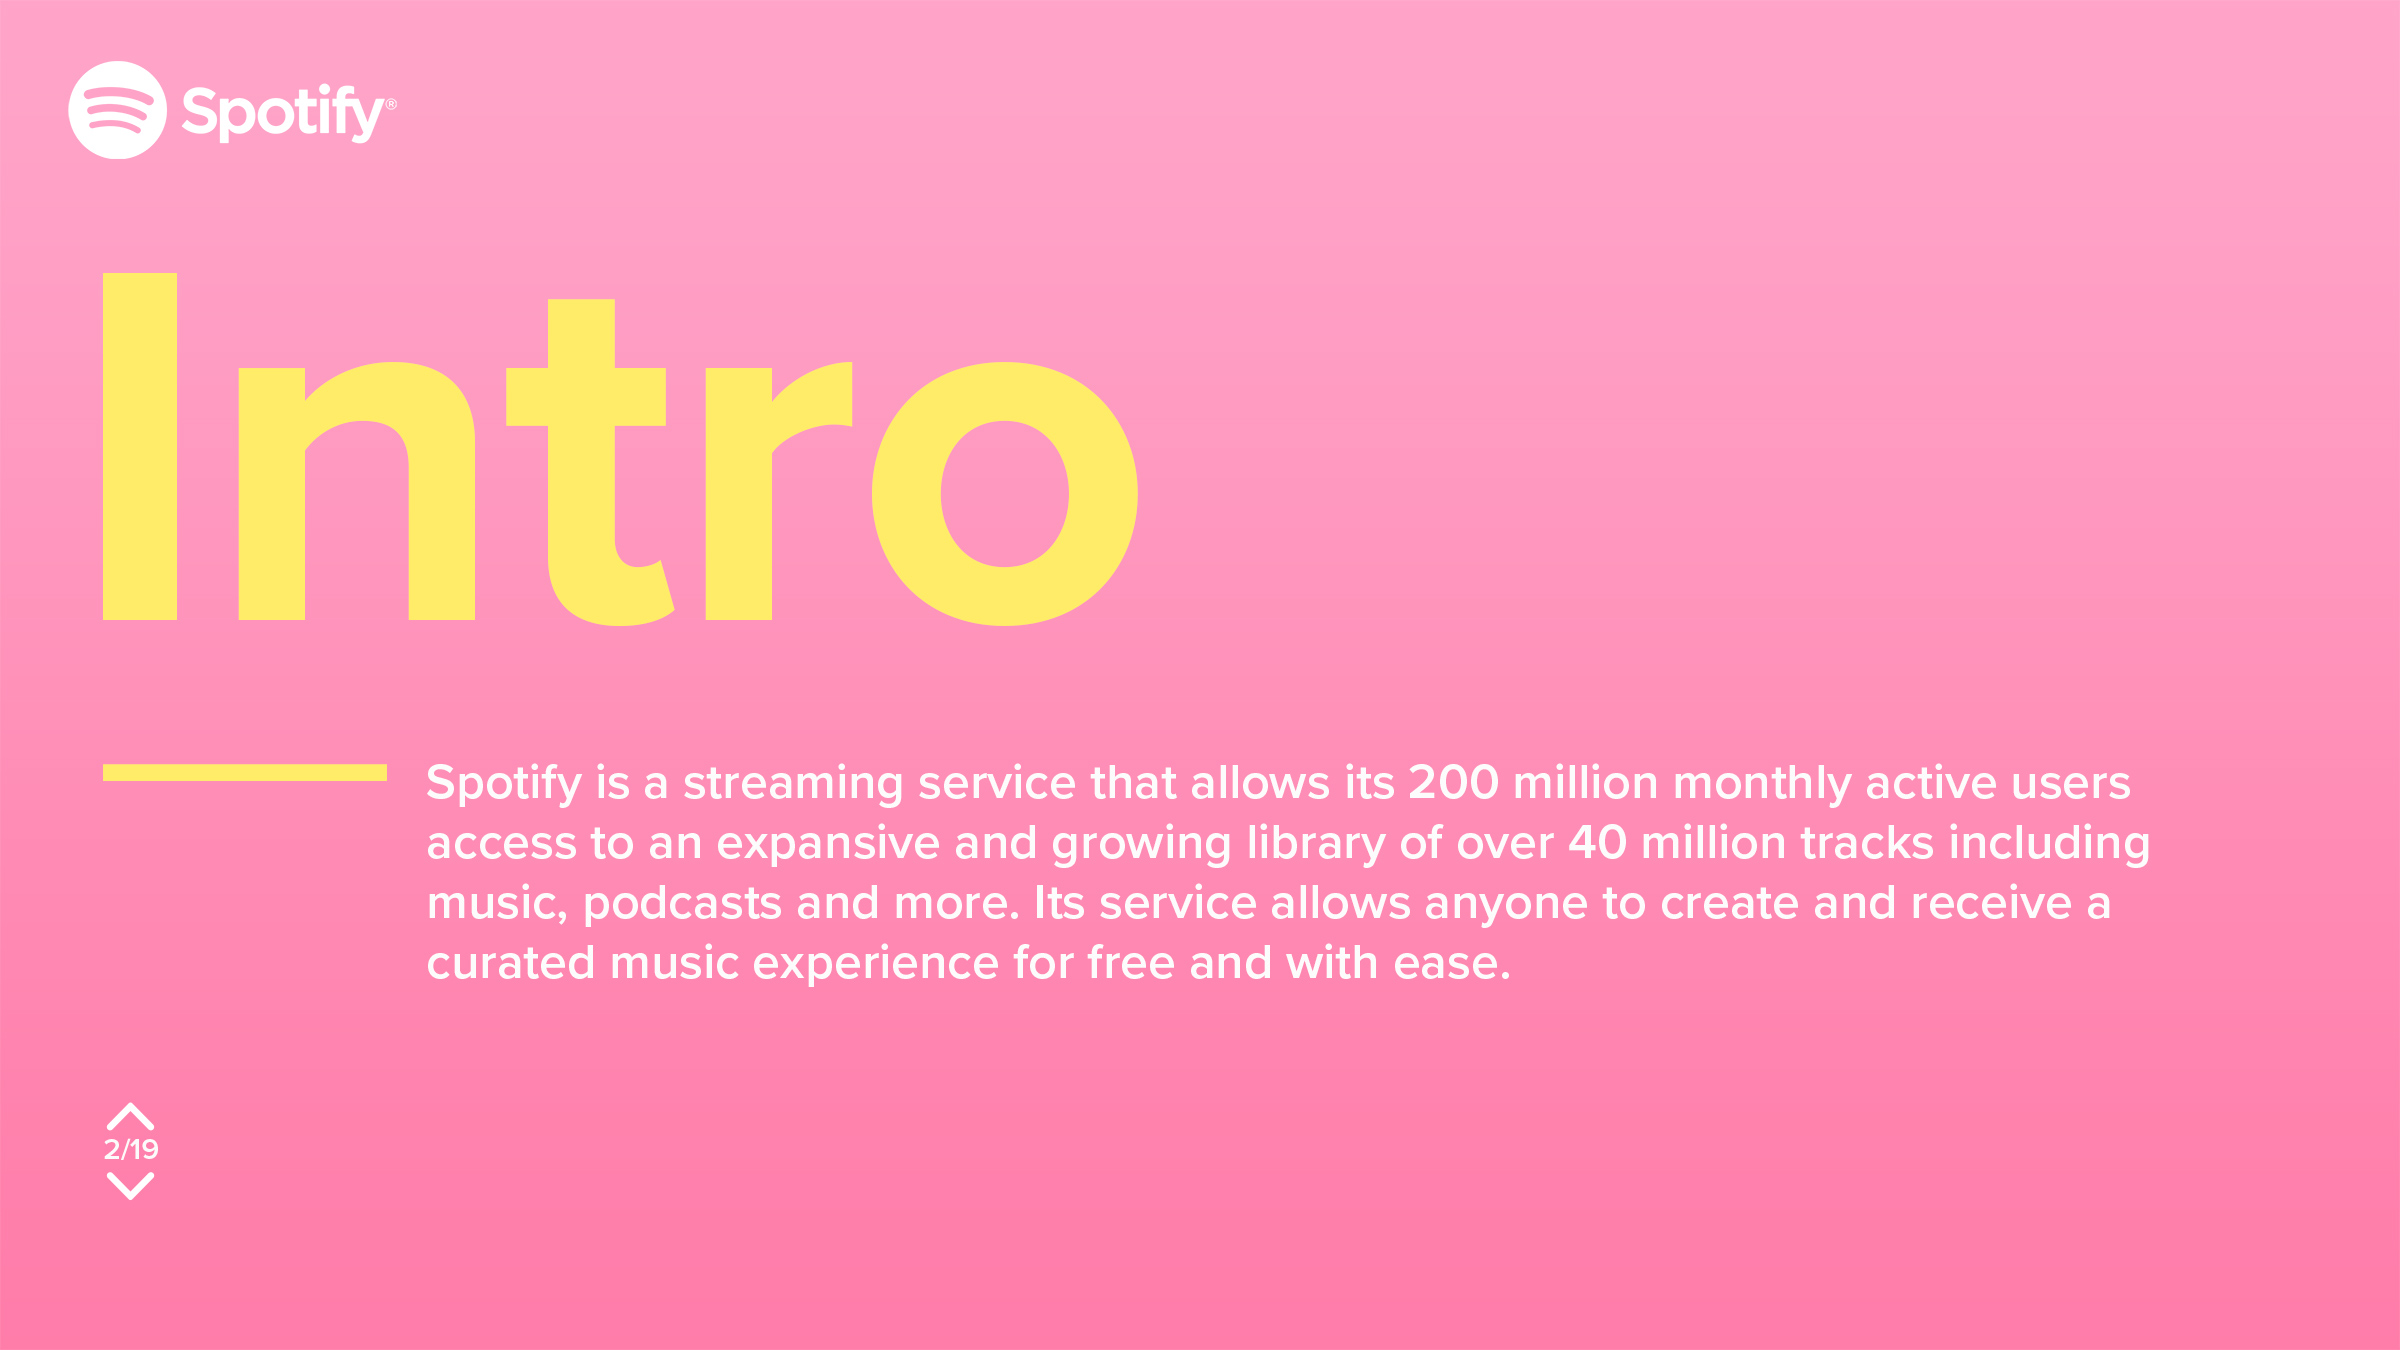 Spotify®
Intro
Spotify is a streaming service that allows its 200 million monthly active users
access to an expansive and growing library of over 40 million tracks including
music, podcasts and more. Its service allows anyone to create and receive a
curated music experience for free and with ease.
2/19